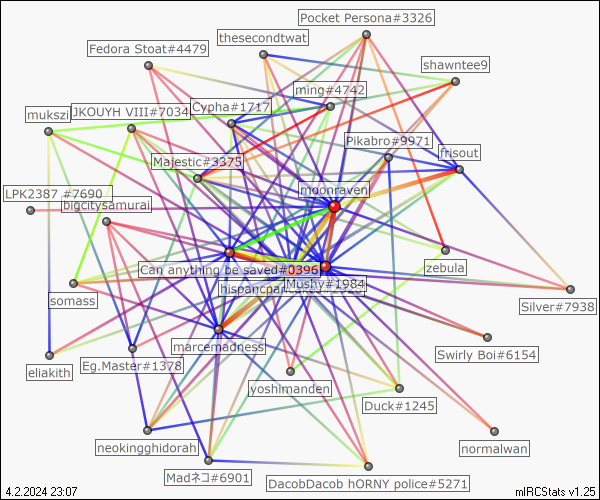 Pocket Persona#3326
thesecondtwat
Fedora Stoat#4479
shawntee9
ming#4742
Cypha#1717
JKOUYH VIII#7034
mukszi
Pikabro#9971
frisout
Majestic#3375
moonraven
LPK2387 #7690
bigcitysamurai
Can anything be saved#0396
zebula
Mushy#1984
somass
Silver#7938
marcemadness
Swirly Boi#6154
Eg.Master#1378
eliakith
yoshimanden
Duck#1245
neokingghidorah
normalwan
Madネコ#6901
DacobDacob hORNY police#5271
4.2.2024 23:07
mIRCStats v1.25